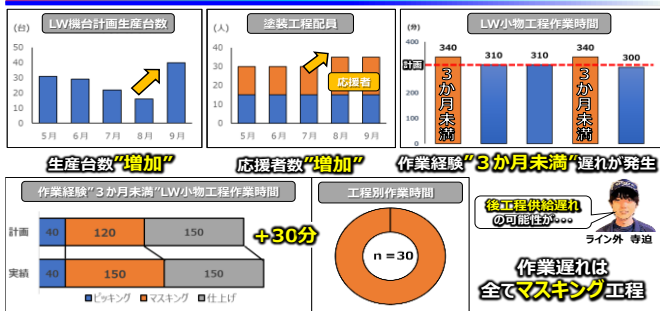 LW機台計画生産台数
(台)
50
40
30
20
10
0
5月 6月 7月 8月 9月
生産台数”増加”
塗装工程配員
(人)
50
40
30
20
10
0
応援者
5月 6月 7月 8月 9月
応援者数”増加”
LW小物工程作業時間
(分)
400
計画
200
100
0
340 310 310 340 300
3か月未満
3か月未満
作業経験”3か月未満”遅れが発生
作業経験”3か月未満”LW小物工程作業時間
計画 40 120 150
実績 40 150 150
+30分
ピッキング マスキング 仕上げ
工程別作業時間
n=30
後工程供給遅れ
の可能性が・・・
ライン外 寺迫
作業遅れは
全てマスキング工程